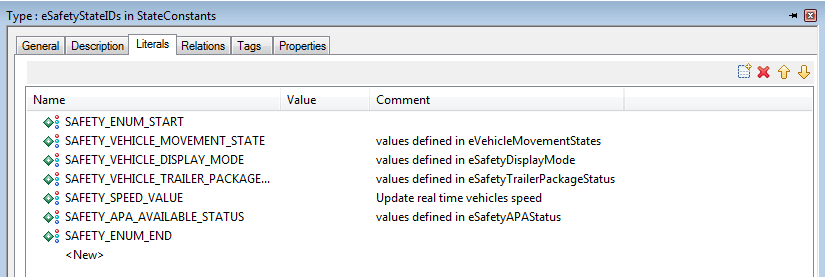 Type : eSafetyStateIDs in StateConstants
General Description Literals Relations Tags Properties
Name Value Comment
SAFETY_ENUM_START
SAFETY_VEHICLE_MOVEMENT_STATE values defined in eVehicleMovementStates
SAFETY_VEHICLE_DISPLAY_MODE values defined in eSafetyDisplayMode
SAFETY_VEHICLE_TRAILER_PACKAGE... values defined in eSafetyTrailerPackageStatus
SAFETY_SPEED_VALUE Update real time vehicles speed
SAFETY_APA_AVAILABLE_STATUS values defined in eSafetyAPAStatus
SAFETY_ENUM_END
<New>